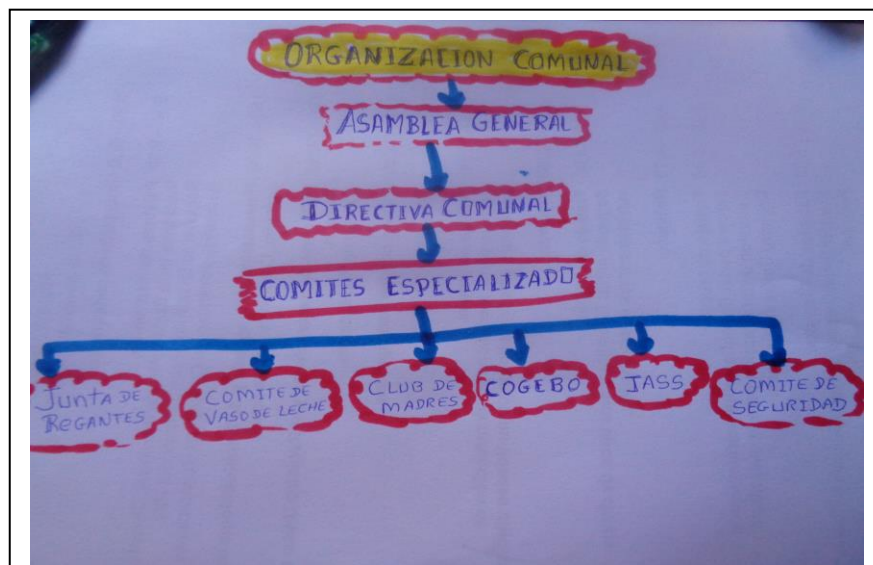 ORGANIZACION COMUNAL
ASAMBLEA GENERAL
DIRECTIVA COMUNAL
COMITES ESPECIALIZADO
JUNTA DE
REGANTES
COMITE DE
VASO DE LECHE
CLUB DE
MADRES
COGEBO
JASS
COMITE DE
SEGURIDAD